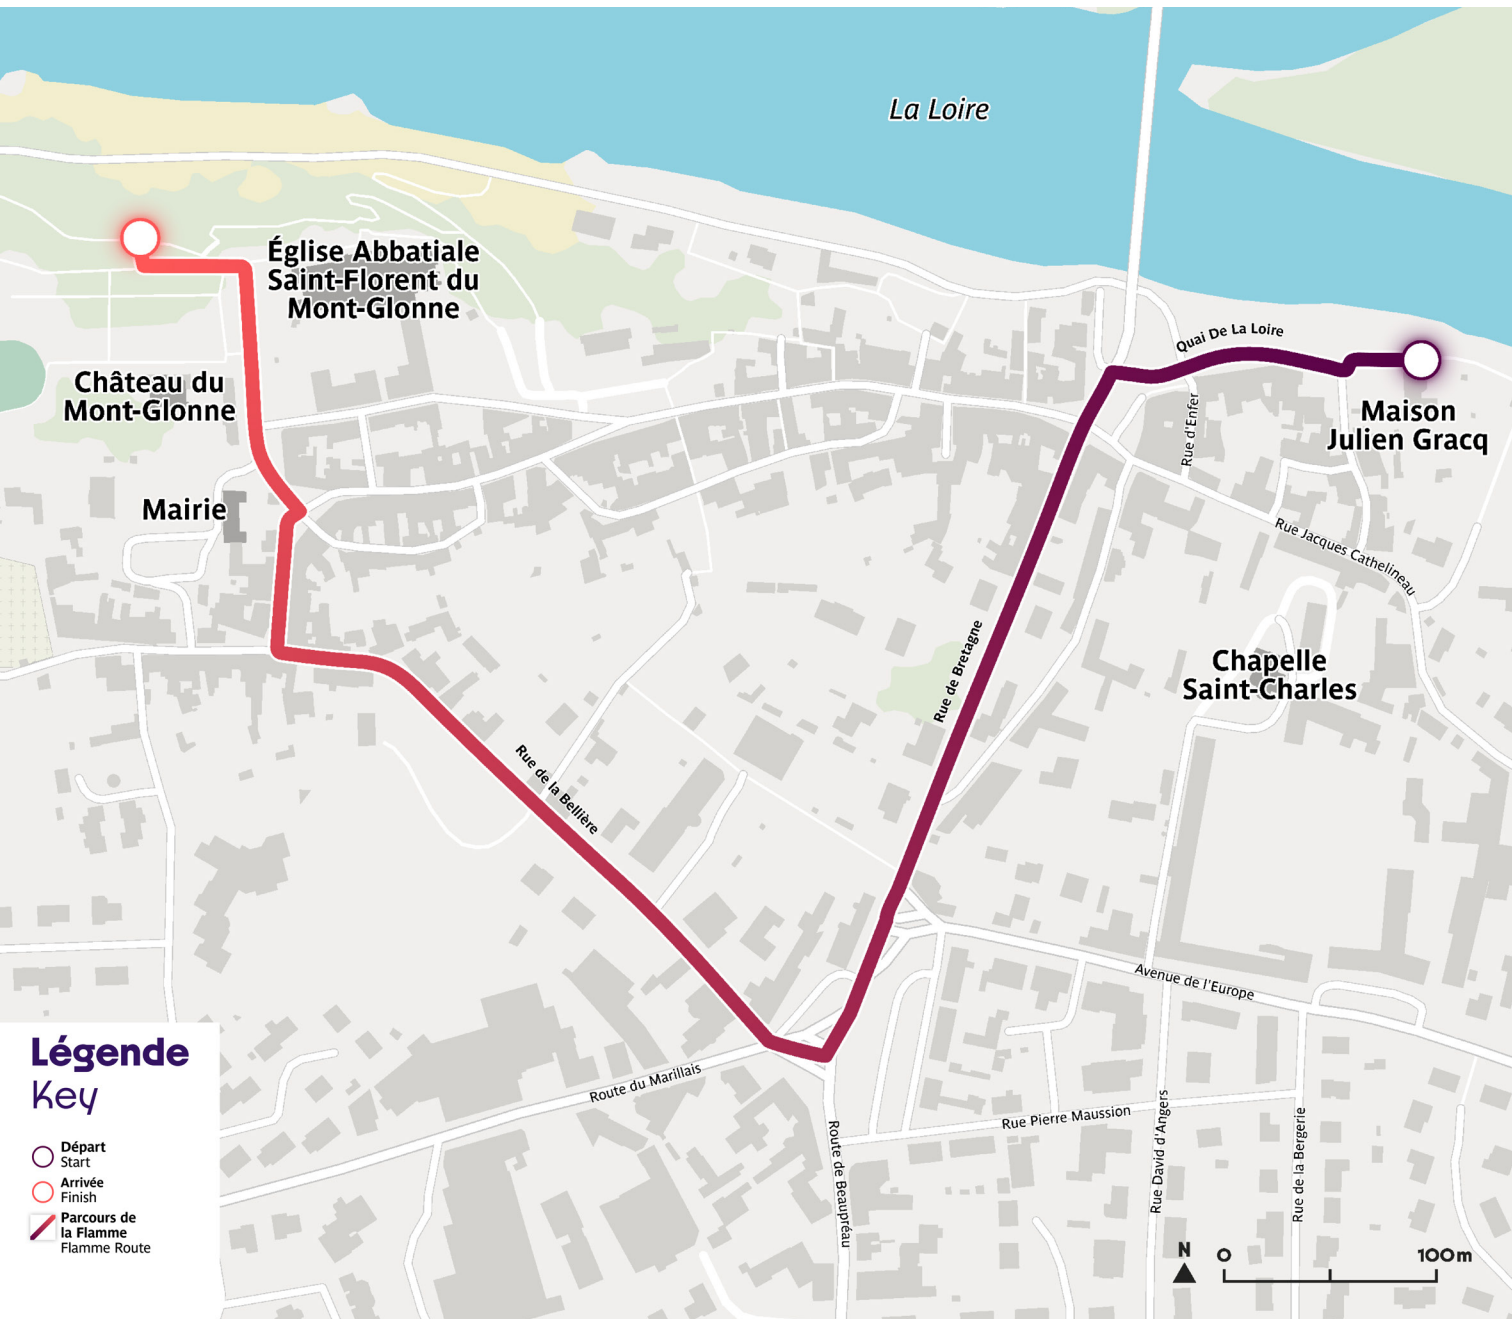 La Loire
Église Abbatiale
Saint-Florent du
Mont-Glonne
Quai De La Loire
Château du
Mont-Glonne
Maison
Julien Gracq
Rue d'Enfer
Mairie
Rue Jacques Cathelineau
Rue de Bretagne
Chapelle
Saint-Charles
Rue de la Bellière
Avenue de l'Europe
Route du Marillais
Rue Pierre Maussion
Rue David d'Angers
Rue de la Bergerie
Route de Beaupréau
Légende
Key
Départ
Start
Arrivée
Finish
Parcours de
la Flamme
Flamme Route
N
0 100m